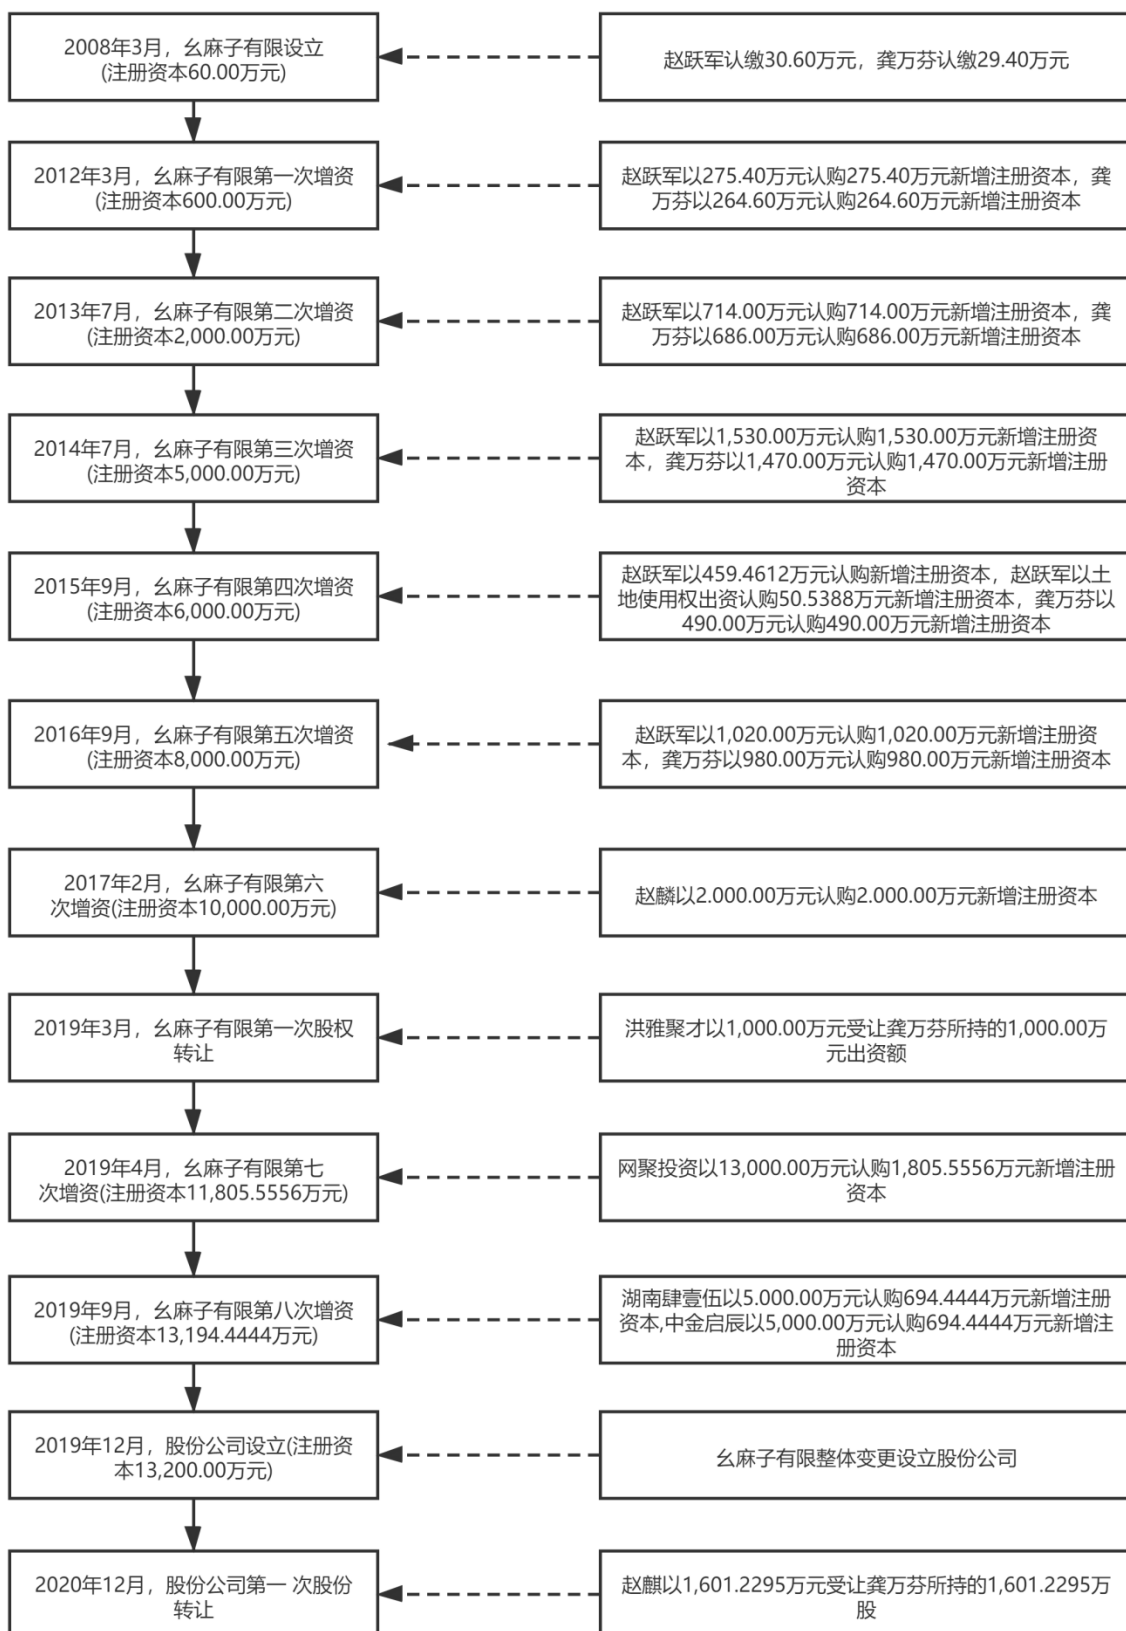 2008年3月，幺麻子有限设立
(注册资本60.00万元)
赵跃军认缴30.60万元，龚万芬认缴29.40万元
2012年3月，幺麻子有限第一次增资
(注册资本600.00万元)
赵跃军以275.40万元认购275.40万元新增注册资本，龚
万芬以264.60万元认购264.60万元新增注册资本
2013年7月，幺麻子有限第二次增资
(注册资本2,000.00万元)
赵跃军以714.00万元认购714.00万元新增注册资本，龚
万芬以686.00万元认购686.00万元新增注册资本
2014年7月，幺麻子有限第三次增资
(注册资本5,000.00万元)
赵跃军以1,530.00万元认购1,530.00万元新增注册资
本，龚万芬以1,470.00万元认购1,470.00万元新增注册
资本
2015年9月，幺麻子有限第四次增资
(注册资本6,000.00万元)
赵跃军以459.4612万元认购新增注册资本，赵跃军以土
地使用权出资认购50.5388万元新增注册资本，龚万芬以
490.00万元认购490.00万元新增注册资本
2016年9月，幺麻子有限第五次增资
(注册资本8,000.00万元)
赵跃军以1,020.00万元认购1,020.00万元新增注册资
本，龚万芬以980.00万元认购980.00万元新增注册资本
2017年2月，幺麻子有限第六
次增资(注册资本10,000.00万元)
赵麟以2.000.00万元认购2.000.00万元新增注册资本
2019年3月，幺麻子有限第一次股权
转让
洪雅聚才以1,000.00万元受让龚万芬所持的1,000.00万
元出资额
2019年4月，幺麻子有限第七
次增资(注册资本11,805.5556万元)
网聚投资以13,000.00万元认购1,805.5556万元新增注册
资本
2019年9月，幺麻子有限第八次增资
(注册资本13,194.4444万元)
湖南肆壹伍以5.000.00万元认购694.4444万元新增注册
资本,中金启辰以5,000.00万元认购694.4444万元新增注
册资本
2019年12月，股份公司设立(注册资
本13,200.00万元)
幺麻子有限整体变更设立股份公司
2020年12月，股份公司第一 次股份
转让
赵麒以1,601.2295万元受让龚万芬所持的1,601.2295万
股